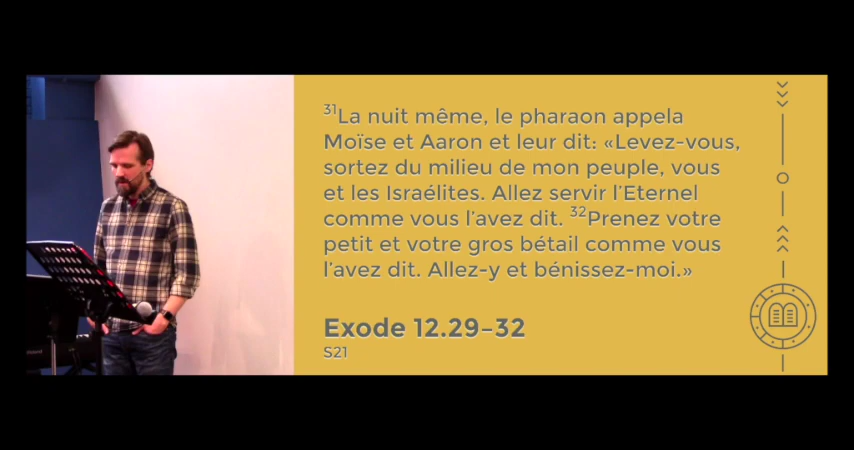 ³¹La nuit même, le pharaon appela
Moïse et Aaron et leur dit: «Levez-vous,
sortez du milieu de mon peuple, vous
et les Israélites. Allez servir l'Eternel
comme vous l'avez dit. ³²Prenez votre
petit et votre gros bétail comme vous
l'avez dit. Allez-y et bénissez-moi.»
Exode 12.29–32
S21